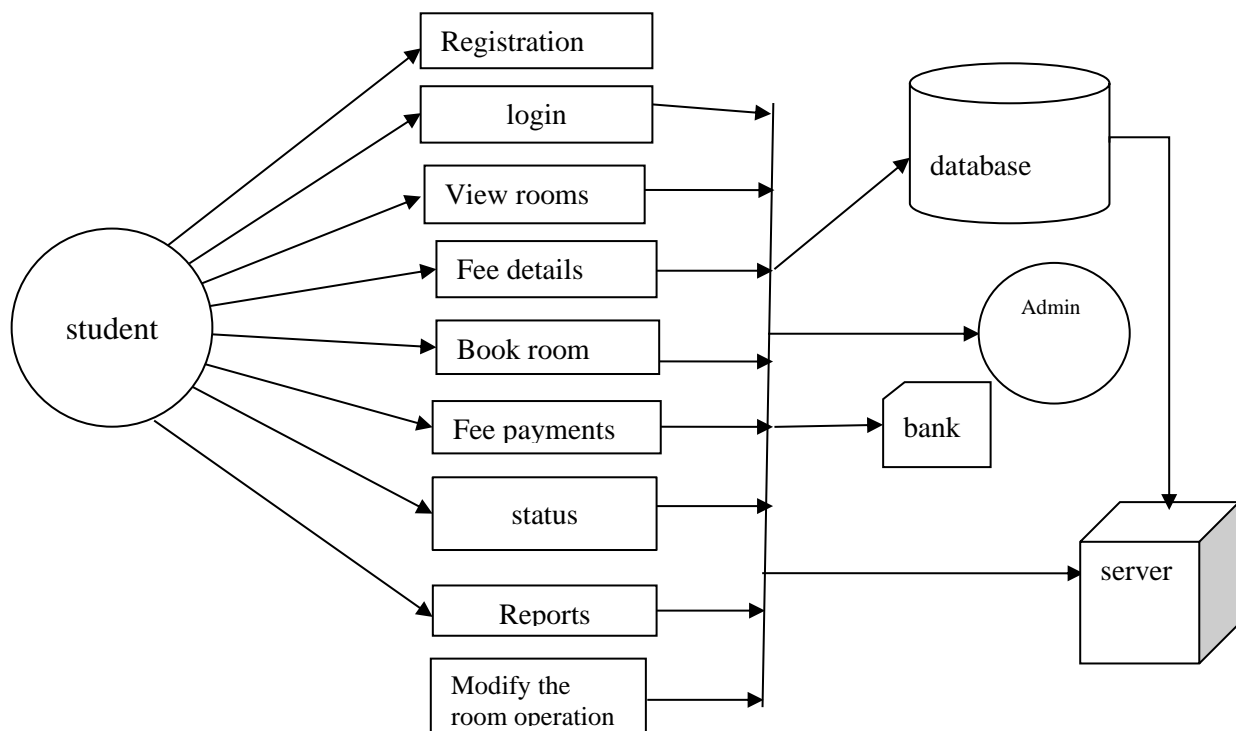 student
Registration
login
View rooms
Fee details
Book room
Fee payments
status
Reports
Modify the
room operation
database
Admin
bank
server